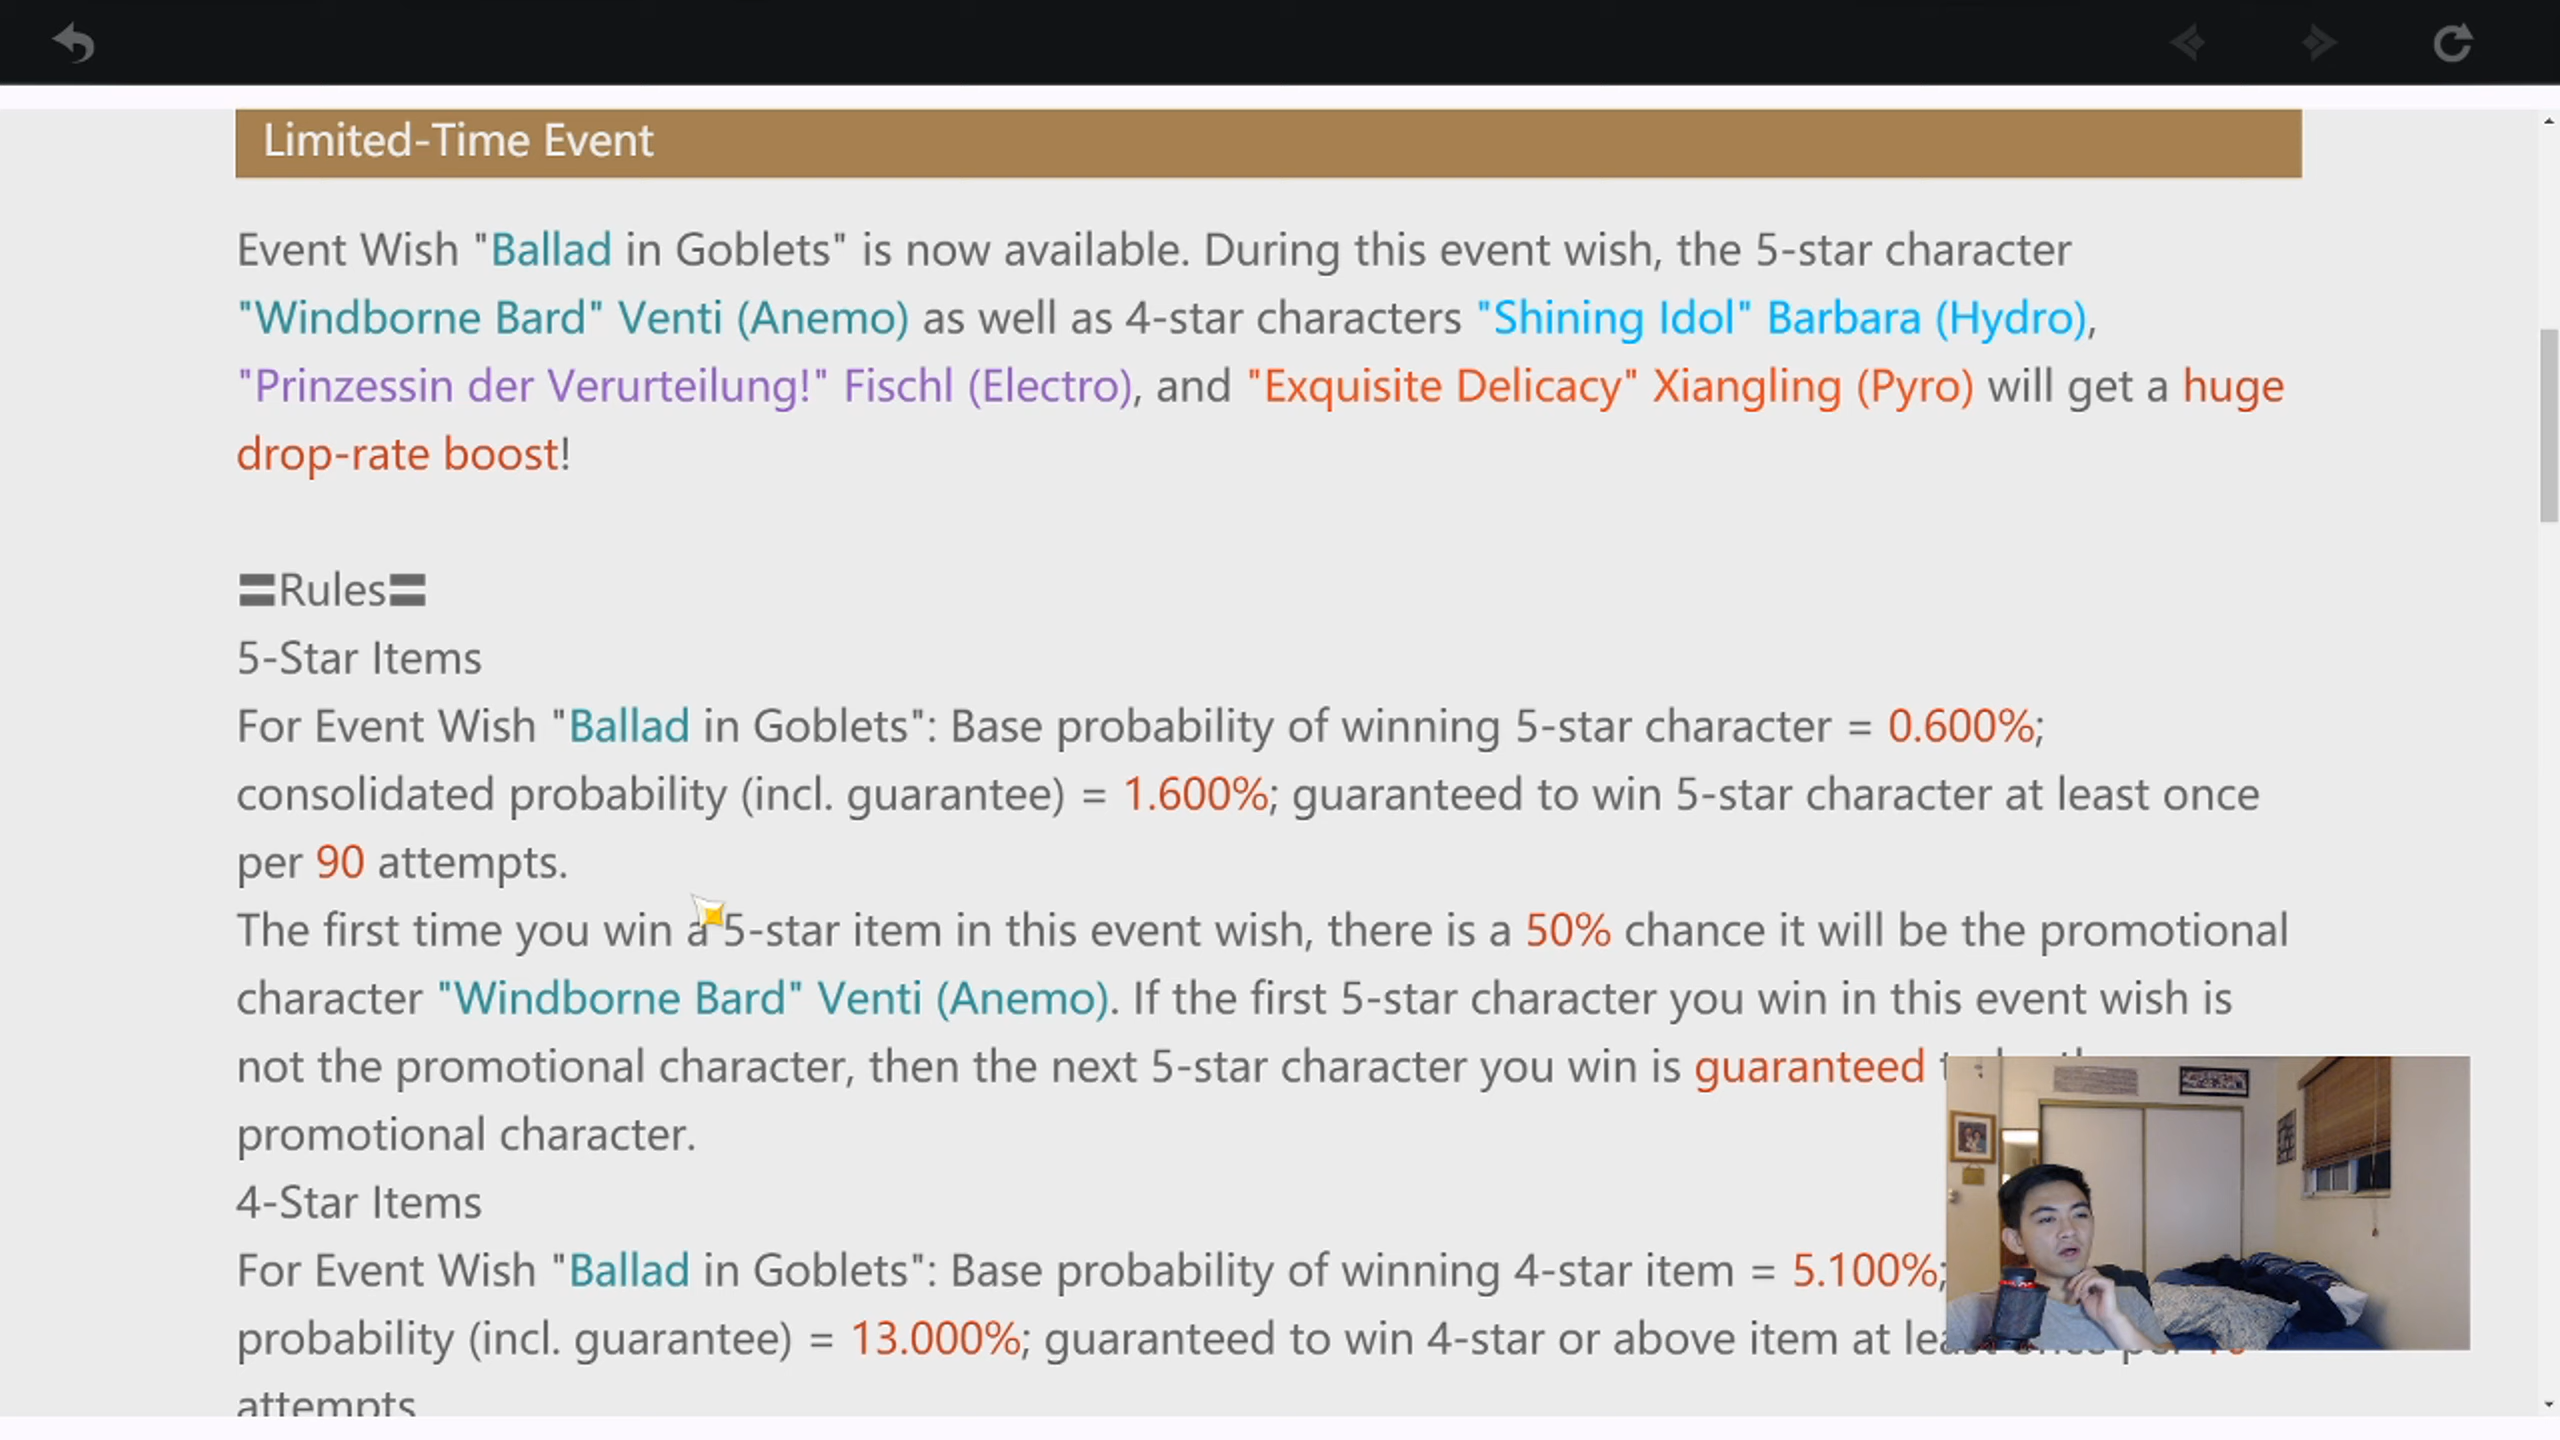 Limited-Time Event
Event Wish "Ballad in Goblets" is now available. During this event wish, the 5-star character
"Windborne Bard" Venti (Anemo) as well as 4-star characters "Shining Idol" Barbara (Hydro),
"Prinzessin der Verurteilung!" Fischl (Electro), and "Exquisite Delicacy" Xiangling (Pyro) will get a huge
drop-rate boost!
〓Rules〓
5-Star Items
For Event Wish "Ballad in Goblets": Base probability of winning 5-star character = 0.600%;
consolidated probability (incl. guarantee) = 1.600%; guaranteed to win 5-star character at least once
per 90 attempts.
The first time you win a 5-star item in this event wish, there is a 50% chance it will be the promotional
character "Windborne Bard" Venti (Anemo). If the first 5-star character you win in this event wish is
not the promotional character, then the next 5-star character you win is guaranteed
promotional character.
4-Star Items
For Event Wish "Ballad in Goblets": Base probability of winning 4-star item = 5.100%;
probability (incl. guarantee) = 13.000%; guaranteed to win 4-star or above item at
attempts